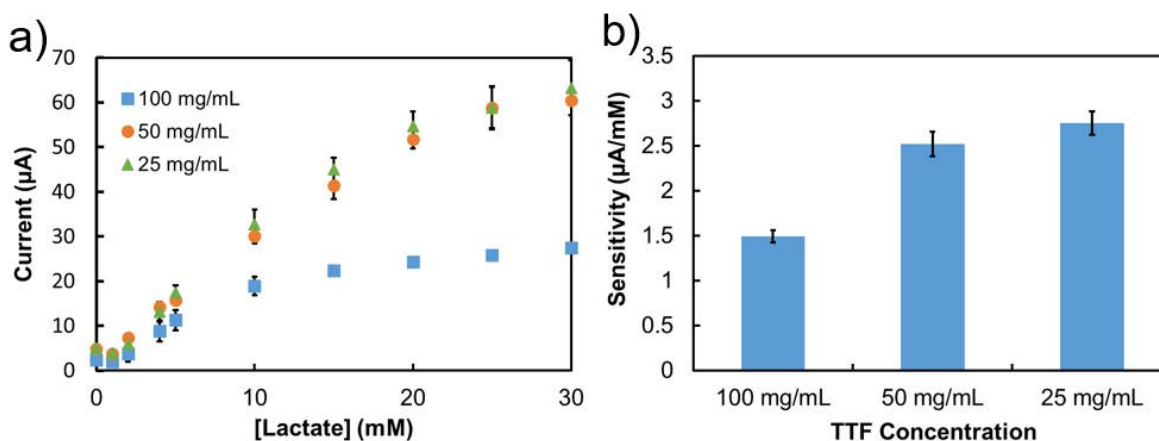 a)
70
60
50
40
30
20
10
0
Current (µA)
100 mg/mL
50 mg/mL
25 mg/mL
0 10 20 30
[Lactate] (mM)
b)
3.5
3
2.5
2
1.5
1
0.5
0
Sensitivity (µA/mM)
100 mg/mL 50 mg/mL 25 mg/mL
TTF Concentration